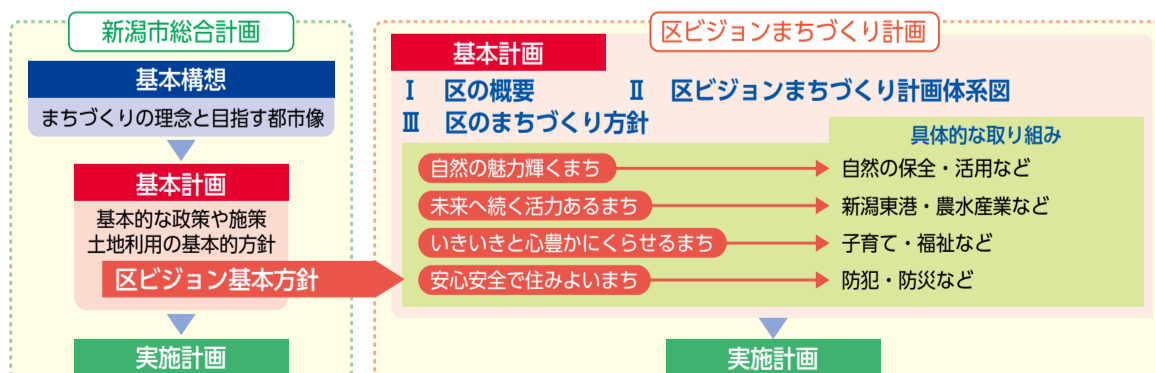 新潟市総合計画
基本構想
まちづくりの理念と目指す都市像
基本計画
基本的な政策や施策
土地利用の基本的方針
区ビジョン基本方針
実施計画
区ビジョンまちづくり計画
基本計画
Ⅰ 区の概要 Ⅱ 区ビジョンまちづくり計画体系図
Ⅲ 区のまちづくり方針
具体的な取り組み
自然の魅力輝くまち 自然の保全・活用など
未来へ続く活力あるまち 新潟東港・農水産業など
いきいきと心豊かにくらせるまち 子育て・福祉など
安心安全で住みよいまち 防犯・防災など
実施計画